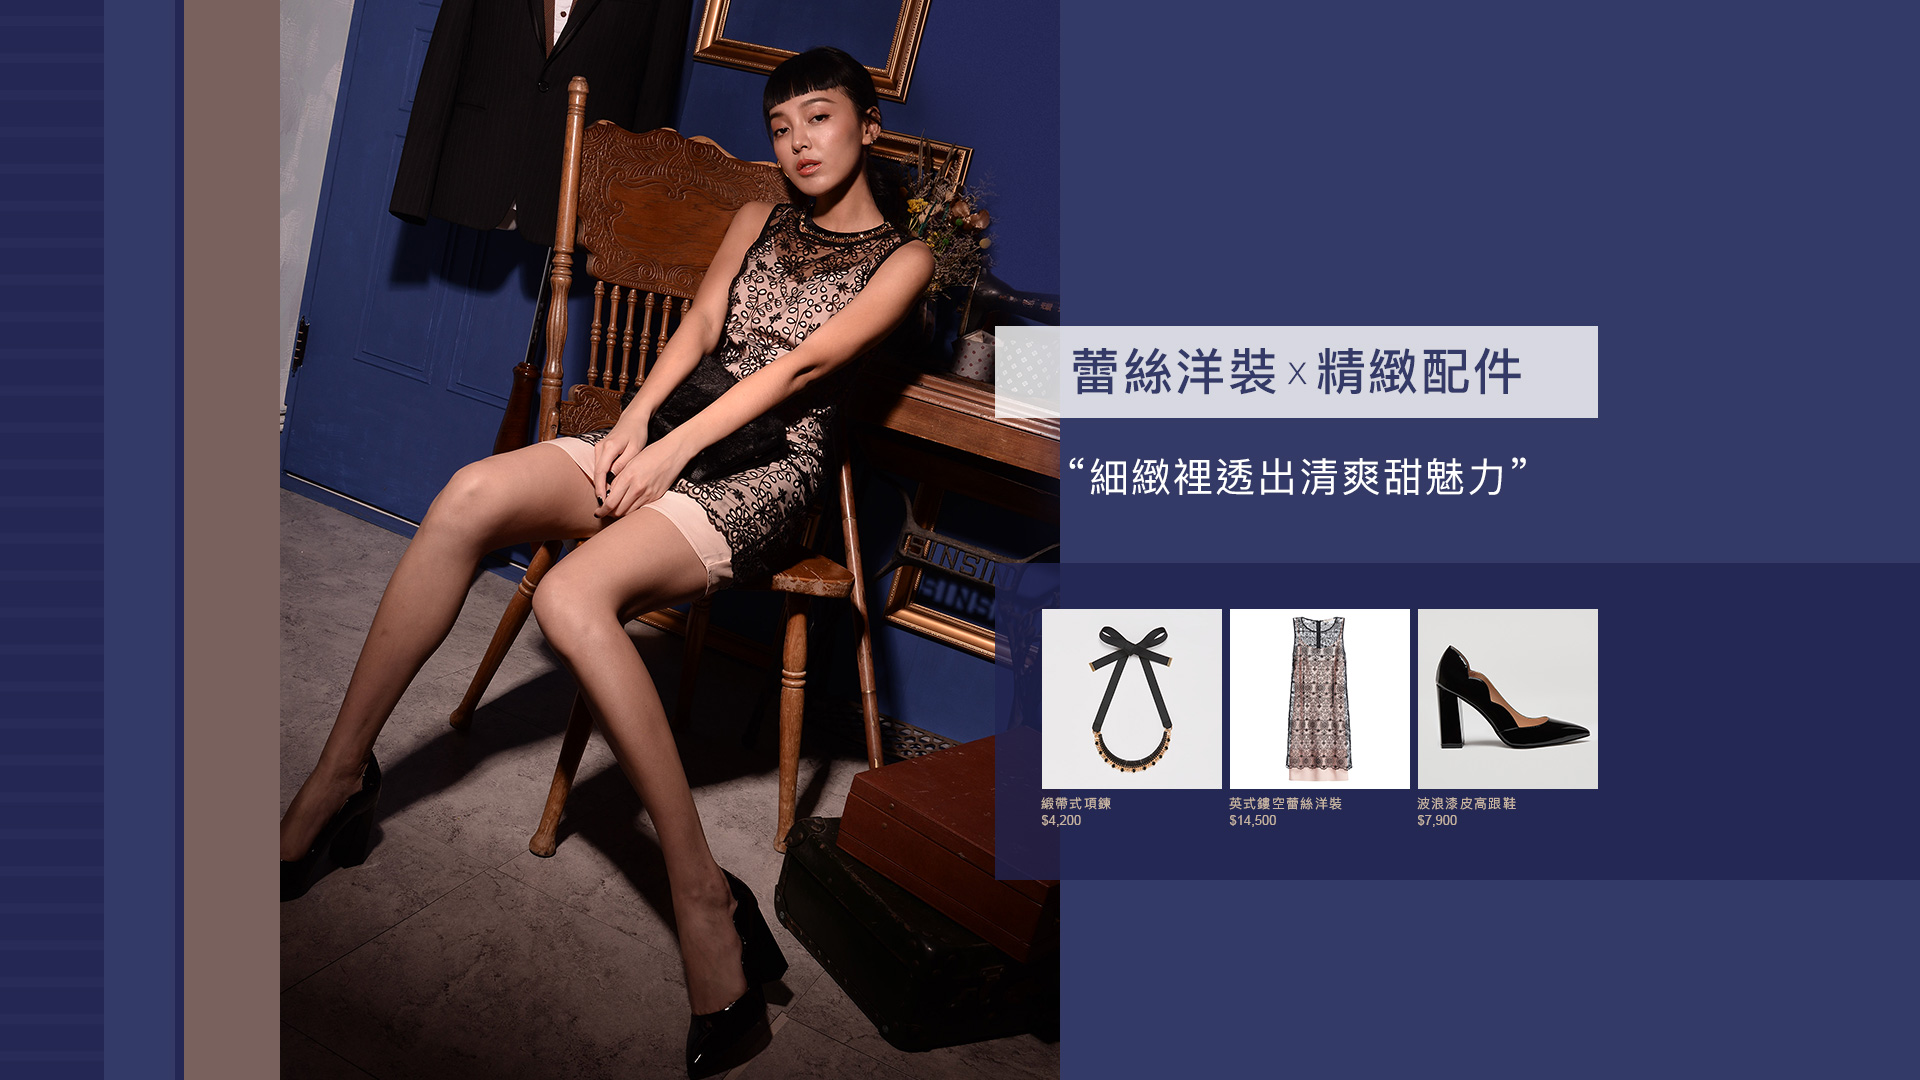 蕾絲洋裝 x 精緻配件
“細緻裡透出清爽甜魅力”
SINSIN
緞帶式項鍊
$4,200
英式鏤空蕾絲洋裝
$14,500
波浪漆皮高跟鞋
$7,900